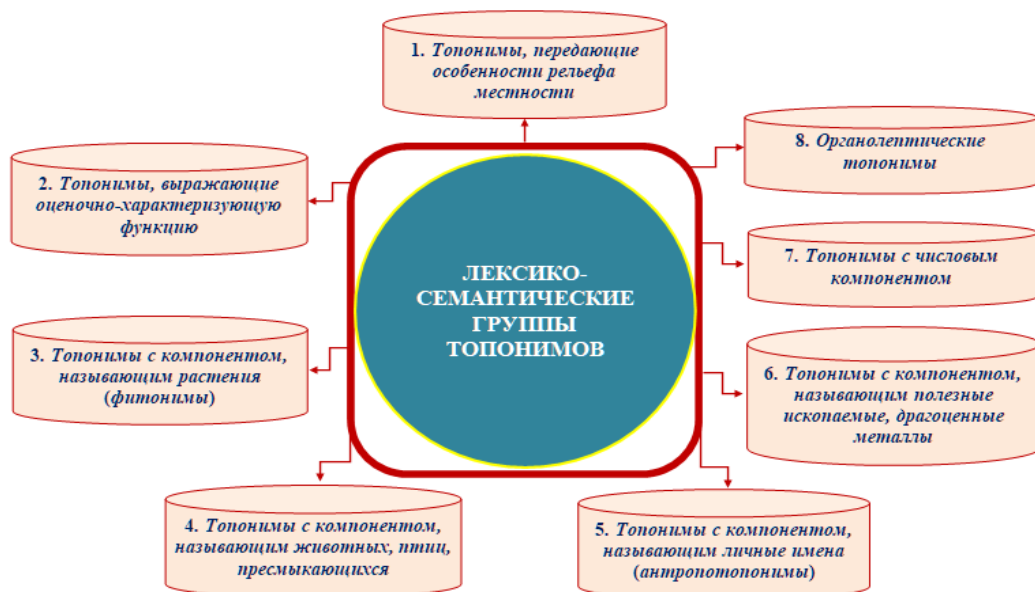 1. Топонимы, передающие
особенности рельефа
местности
2. Топонимы, выражающие
оценочно-характеризующую
функцию
3. Топонимы с компонентом,
называющим растения
(фитонимы)
4. Топонимы с компонентом,
называющим животных, птиц,
пресмыкающихся
5. Топонимы с компонентом,
называющим личные имена
(антропотопонимы)
6. Топонимы с компонентом,
называющим полезные
ископаемые, драгоценные
металлы
7. Топонимы с числовым
компонентом
8. Органолептические
топонимы
ЛЕКСИКО-
СЕМАНТИЧЕСКИЕ
ГРУППЫ
ТОПОНИМОВ